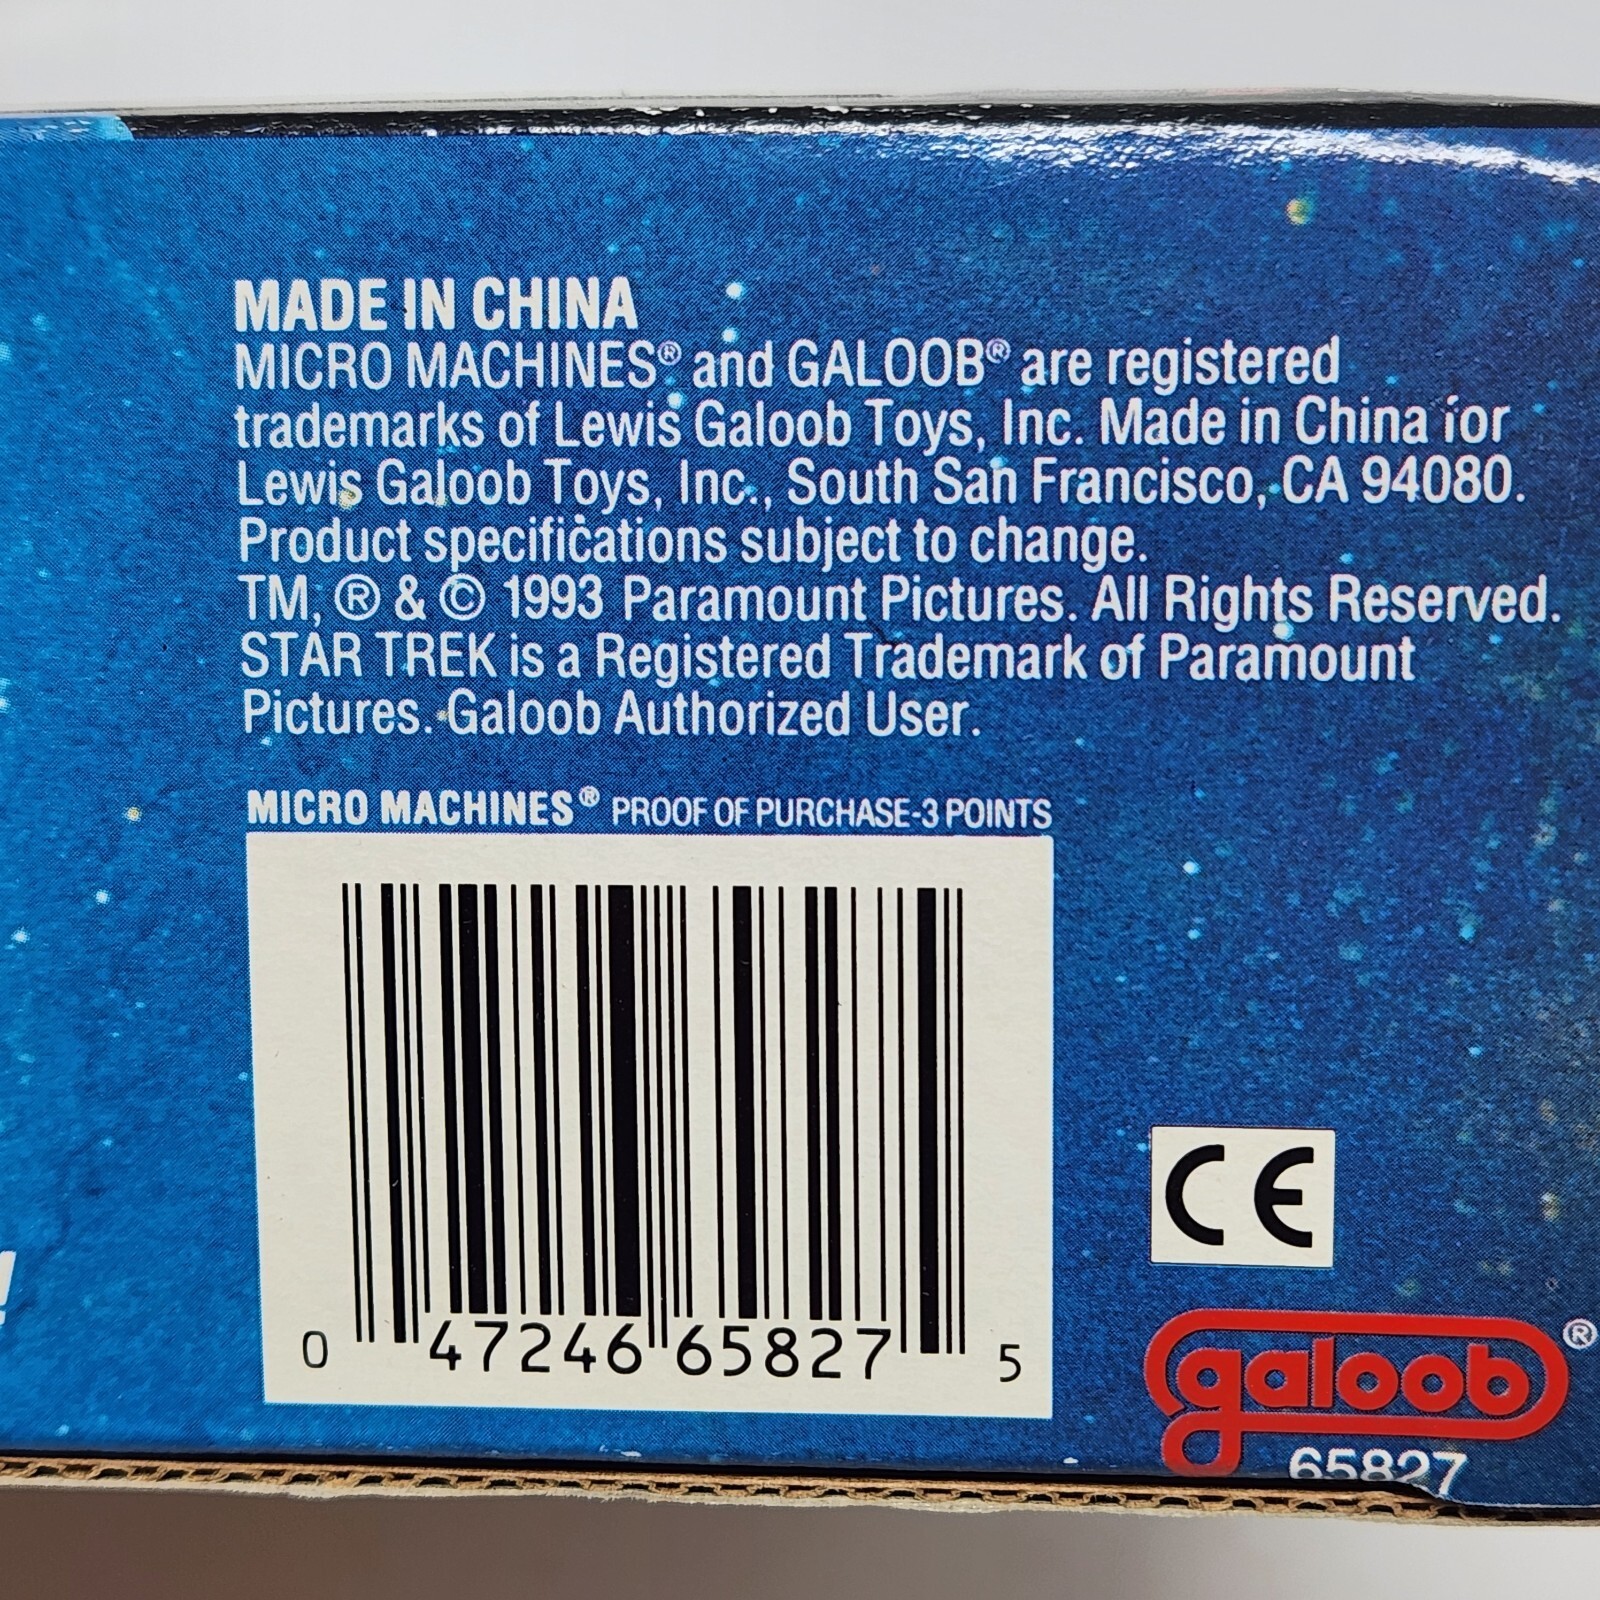 MADE IN CHINA
MICRO MACHINES® and GALOOB® are registered
trademarks of Lewis Galoob Toys, Inc. Made in China for
Lewis Galoob Toys, Inc., South San Francisco, CA 94080.
Product specifications subject to change.
TM, ® & © 1993 Paramount Pictures. All Rights Reserved.
STAR TREK is a Registered Trademark of Paramount
Pictures. Galoob Authorized User.
MICRO MACHINES® PROOF OF PURCHASE-3 POINTS
0 47246 65827 5
CE
galoob®
65827
!